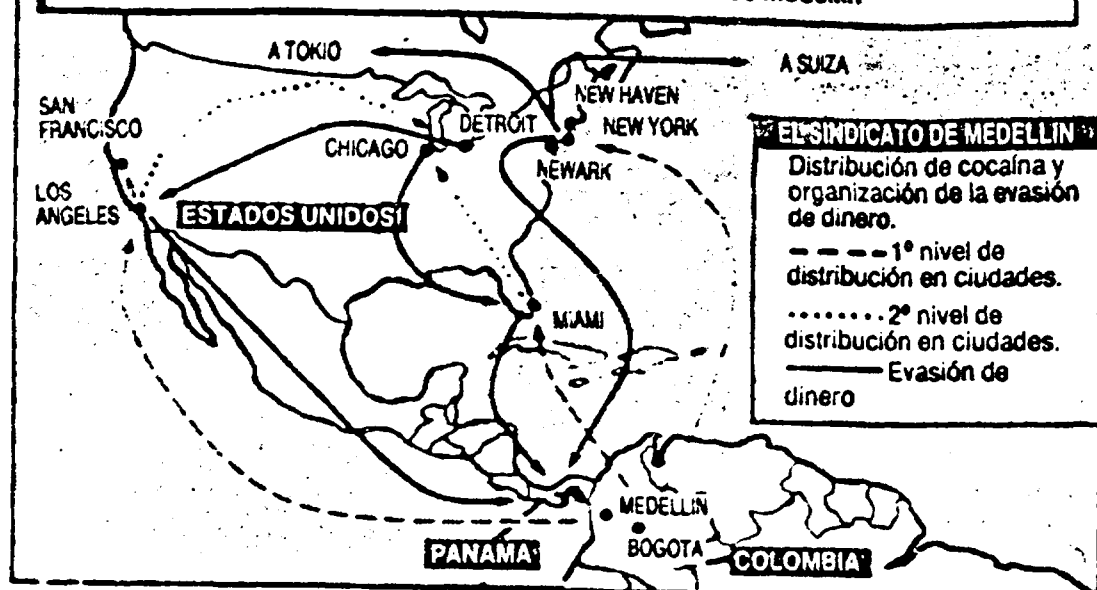 A TOKIO
A SUIZA
SAN
FRANCISCO
NEW HAVEN
DETROIT
NEW YORK
CHICAGO
NEWARK
LOS
ANGELES
ESTADOS UNIDOS
MIAMI
EL SINDICATO DE MEDELLIN
Distribución de cocaína y
organización de la evasión
de dinero.
1º nivel de
distribución en ciudades.
2º nivel de
distribución en ciudades.
Evasión de
dinero
MEDELLIN
BOGOTA
PANAMA
COLOMBIA